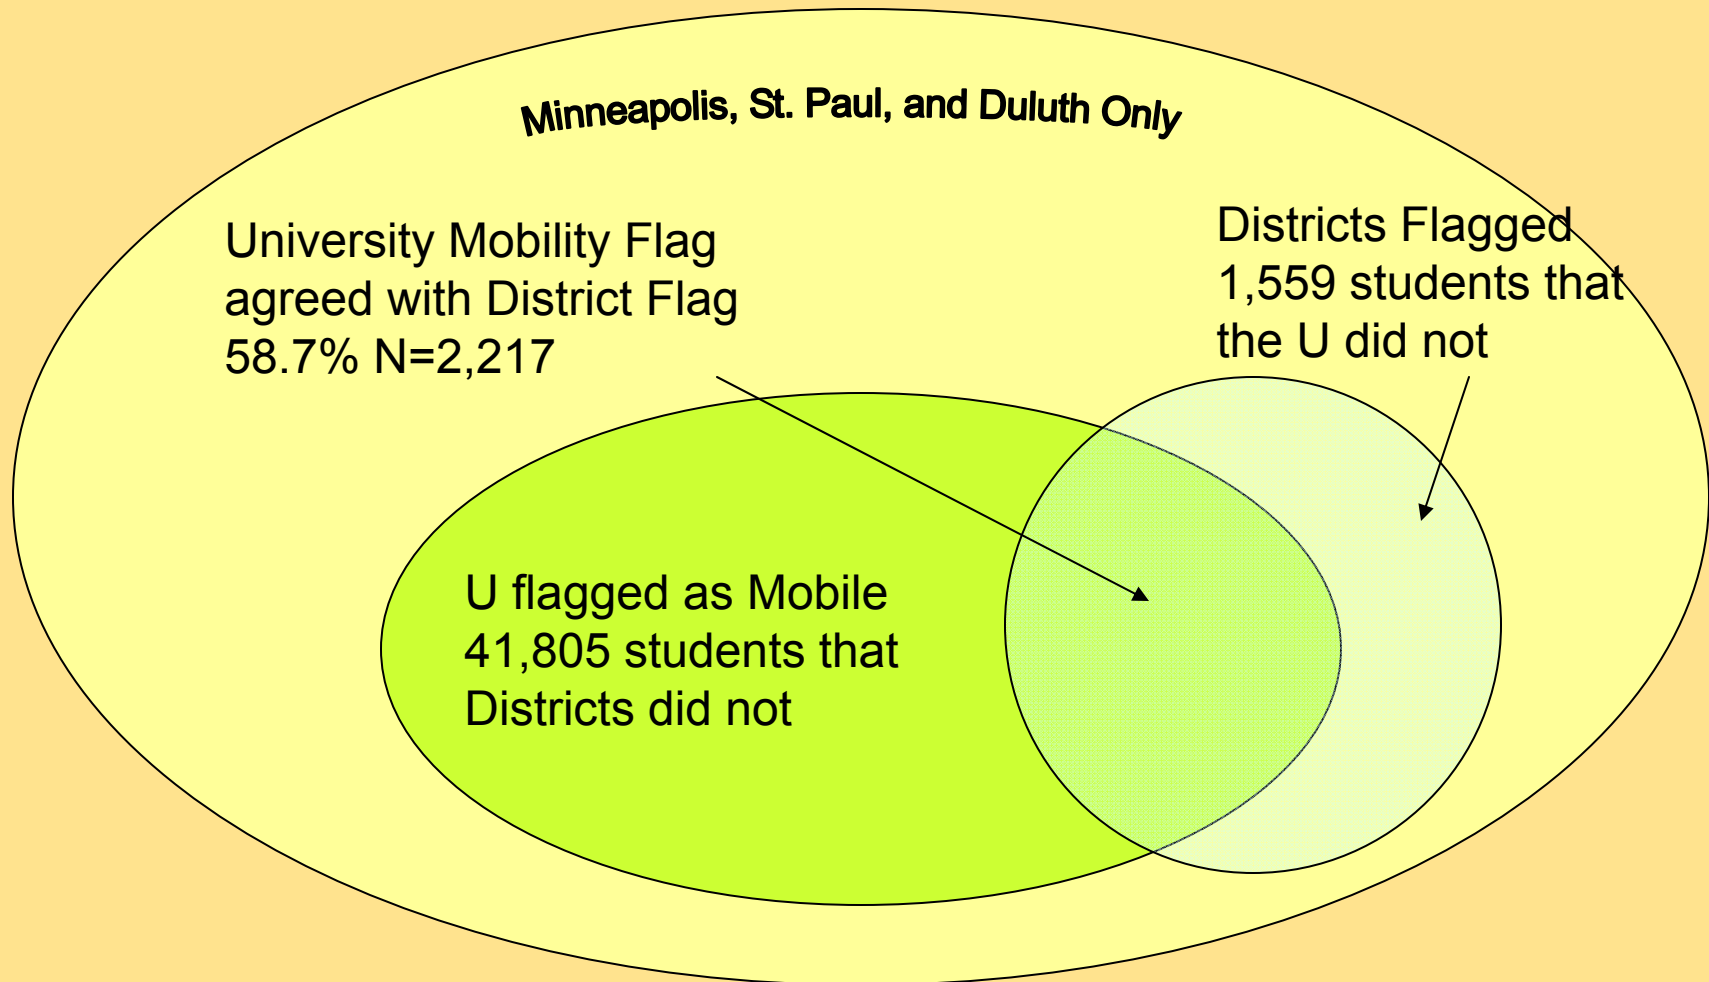 Minneapolis, St. Paul, and Duluth Only
University Mobility Flag
agreed with District Flag
58.7% N=2,217
Districts Flagged
1,559 students that
the U did not
U flagged as Mobile
41,805 students that
Districts did not